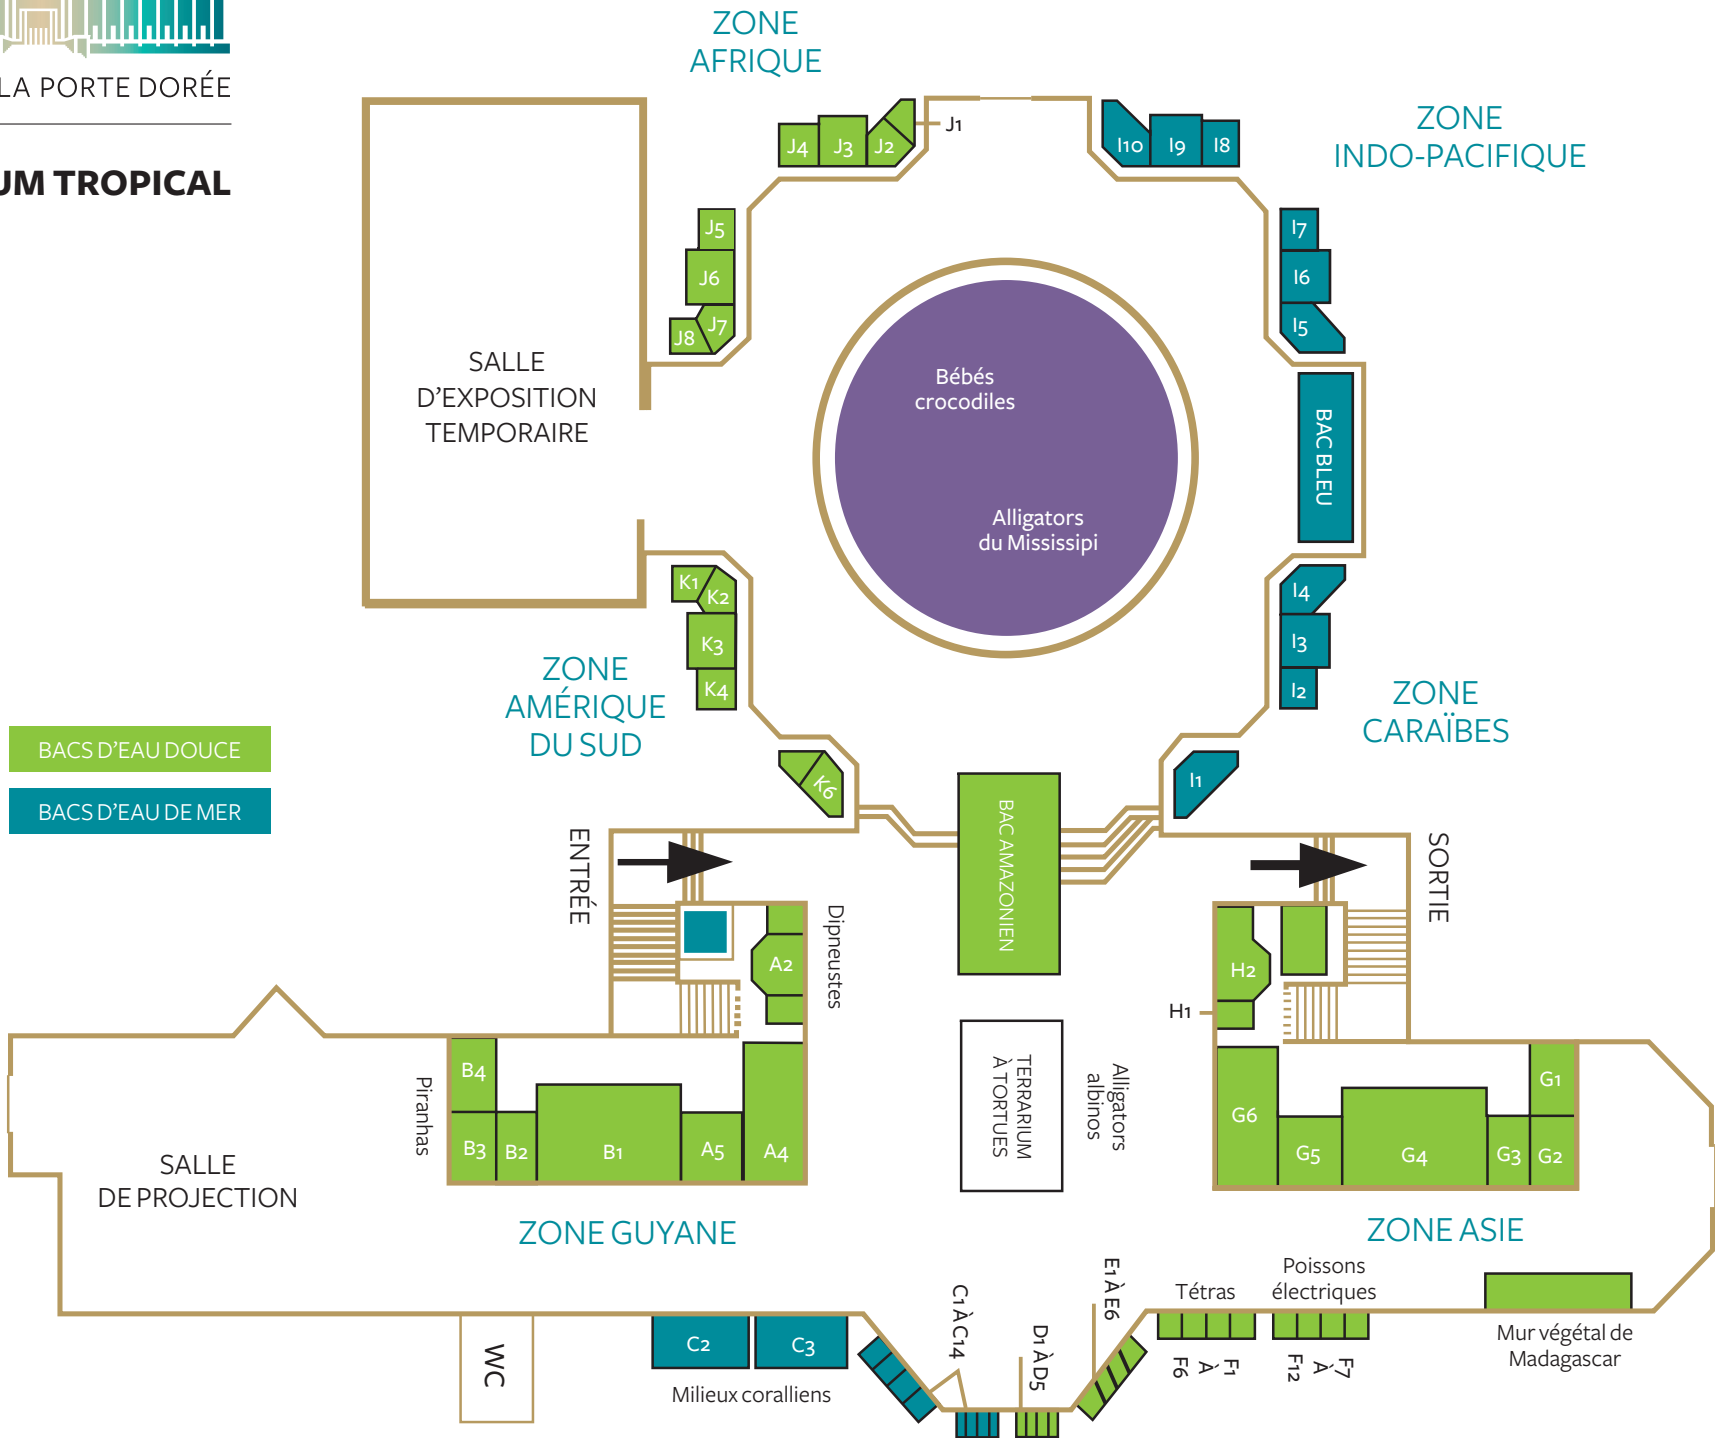 LA PORTE DORÉE
UM TROPICAL
ZONE
AFRIQUE
J1
J2
J3
J4
J5
J6
J7
J8
ZONE
INDO-PACIFIQUE
I10
I9
I8
I7
I6
I5
BAC BLEU
SALLE
D'EXPOSITION
TEMPORAIRE
Bébés
crocodiles
Alligators
du Mississipi
K1
K2
K3
K4
K6
ZONE
AMÉRIQUE
DU SUD
I4
I3
I2
I1
ZONE
CARAÏBES
BACS D'EAU DOUCE
BACS D'EAU DE MER
ENTRÉE
BAC AMAZONIEN
SORTIE
Dipneustes
A2
H2
H1
TERRARIUM
À TORTUES
Alligators
albinos
Piranhas
B4
B3
B2
B1
A5
A4
G6
G5
G4
G3
G2
G1
SALLE
DE PROJECTION
ZONE GUYANE
ZONE ASIE
WC
C2
C3
Milieux coralliens
C1 À C14
D1 À D5
E1 À E6
Tétras
F1
À
F6
Poissons
électriques
F7
À
F12
Mur végétal de
Madagascar